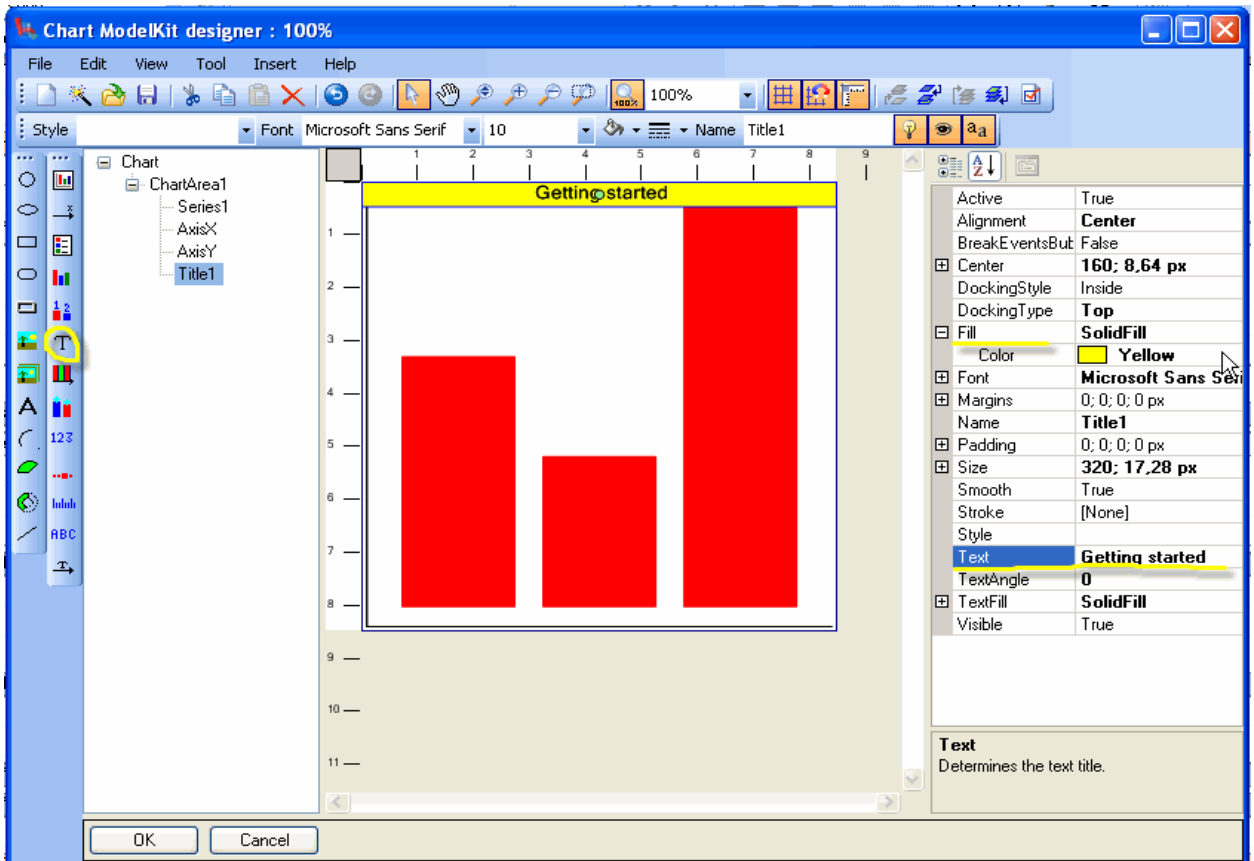 Chart ModelKit designer : 100%
File Edit View Tool Insert Help
100% 100%
Style Font Microsoft Sans Serif 10 Name Title1 aa
Chart
ChartArea1
Series1
AxisX
AxisY
Title1
X
1 2
T
A
123
ABC
T
1 2 3 4 5 6 7 8 9
Getting started
1
2
3
4
5
6
7
8
9
10
11
A Z
Active True
Alignment Center
BreakEventsBut False
Center 160; 8,64 px
DockingStyle Inside
DockingType Top
Fill SolidFill
Color Yellow
Font Microsoft Sans Seri
Margins 0; 0; 0; 0 px
Name Title1
Padding 0; 0; 0; 0 px
Size 320; 17,28 px
Smooth True
Stroke [None]
Style
Text Getting started
TextAngle 0
TextFill SolidFill
Visible True
Text
Determines the text title.
OK Cancel